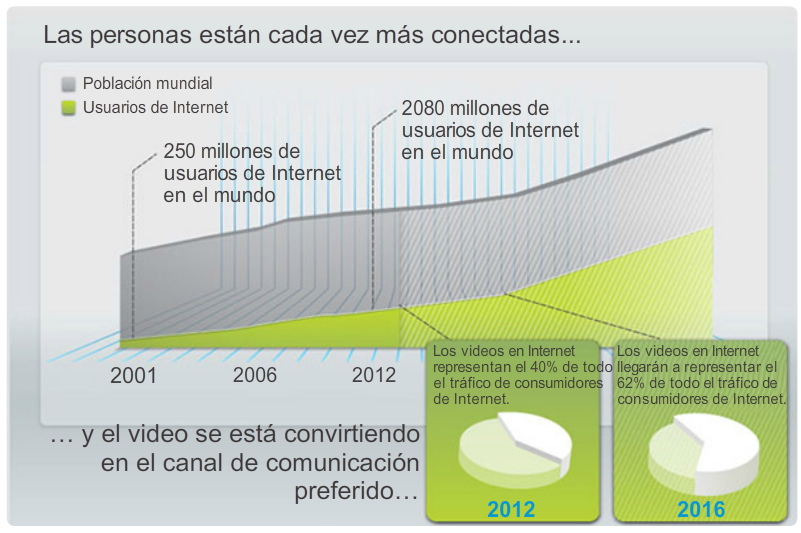 Las personas están cada vez más conectadas...
Población mundial
Usuarios de Internet
2080 millones de
usuarios de Internet
en el mundo
250 millones de
usuarios de Internet
en el mundo
2001
2006
2012
Los videos en Internet
representan el 40% de todo
el tráfico de consumidores
de Internet.
2012
Los videos en Internet
llegarán a representar el
62% de todo el tráfico de
consumidores de Internet.
2016
… y el video se está convirtiendo
en el canal de comunicación
preferido…